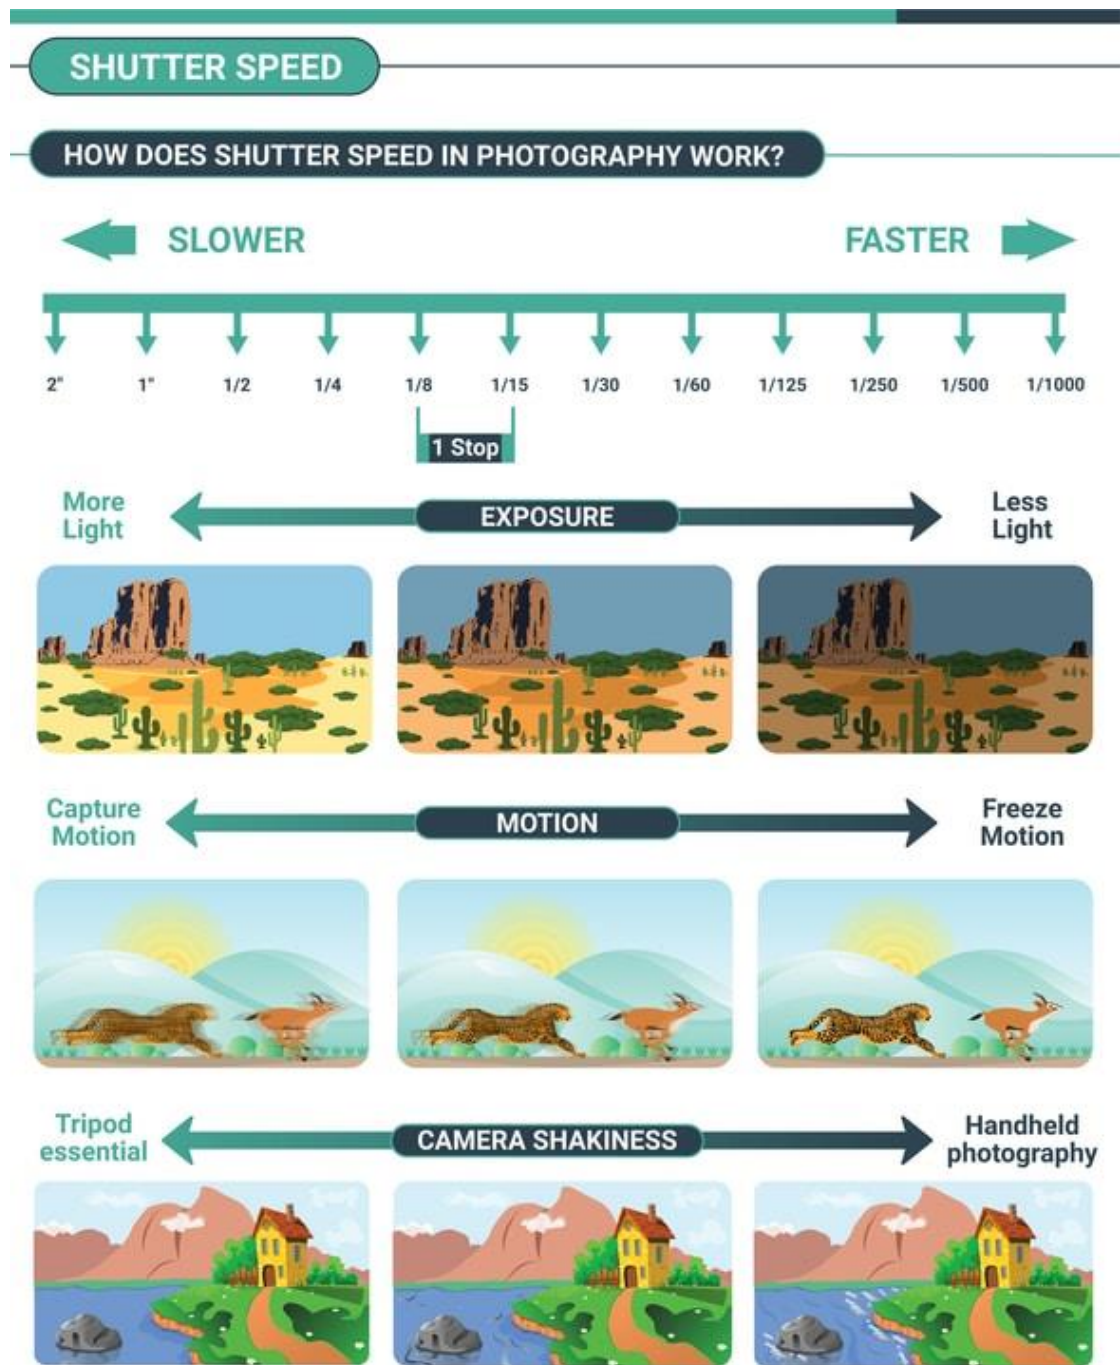 SHUTTER SPEED
HOW DOES SHUTTER SPEED IN PHOTOGRAPHY WORK?
SLOWER FASTER
2" 1" 1/2 1/4 1/8 1/15 1/30 1/60 1/125 1/250 1/500 1/1000
1 Stop
More
Light
EXPOSURE
Less
Light
Capture
Motion
MOTION
Freeze
Motion
Tripod
essential
CAMERA SHAKINESS
Handheld
photography